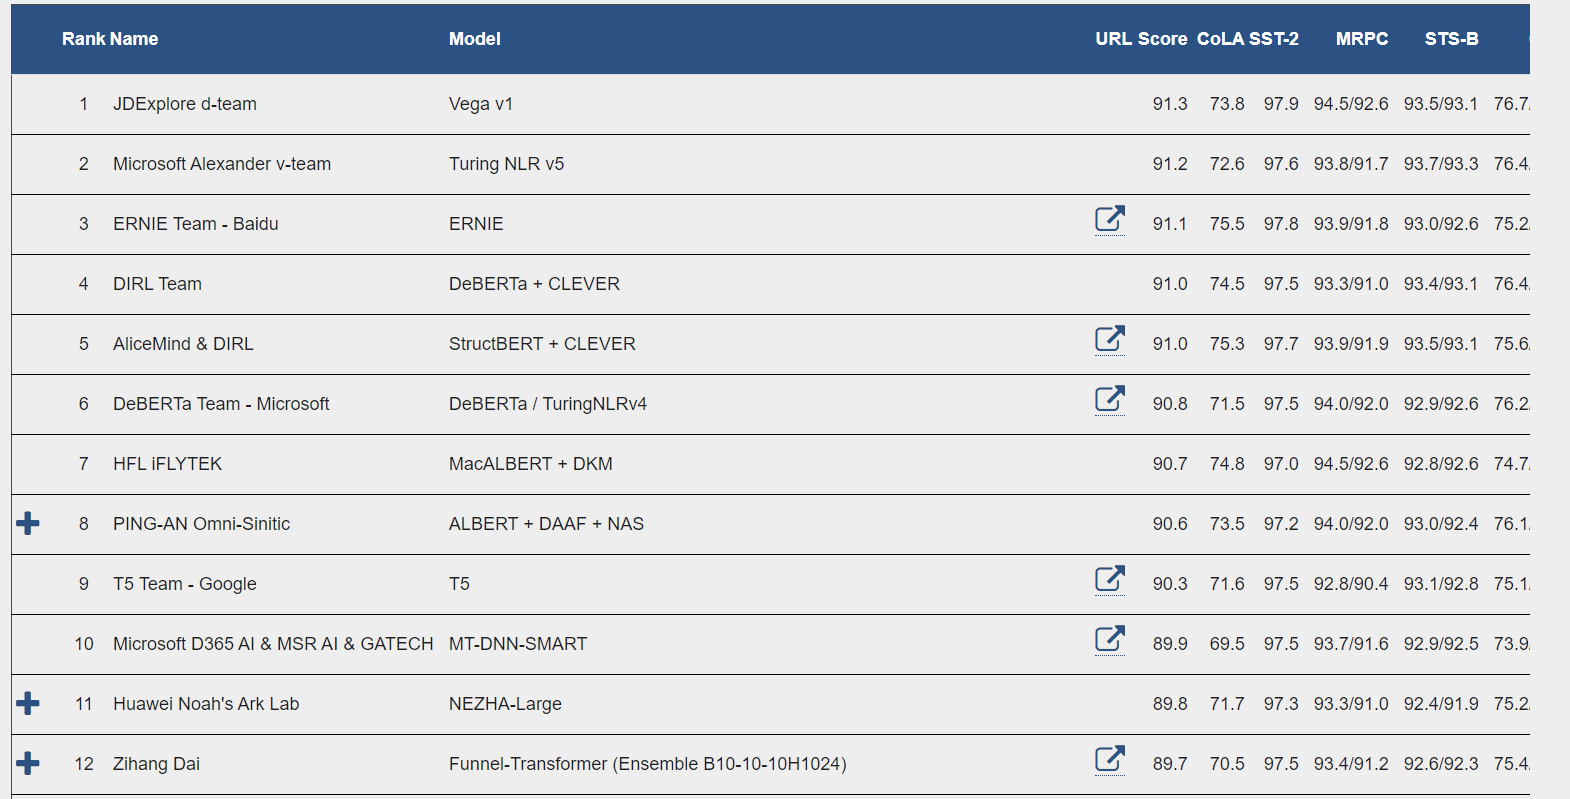 Rank Name Model URL Score CoLA SST-2 MRPC STS-B
1 JDExplore d-team Vega v1 91.3 73.8 97.9 94.5/92.6 93.5/93.1 76.7/
2 Microsoft Alexander v-team Turing NLR v5 91.2 72.6 97.6 93.8/91.7 93.7/93.3 76.4/
3 ERNIE Team - Baidu ERNIE 91.1 75.5 97.8 93.9/91.8 93.0/92.6 75.2/
4 DIRL Team DeBERTa + CLEVER 91.0 74.5 97.5 93.3/91.0 93.4/93.1 76.4/
5 AliceMind & DIRL StructBERT + CLEVER 91.0 75.3 97.7 93.9/91.9 93.5/93.1 75.6/
6 DeBERTa Team - Microsoft DeBERTa / TuringNLRv4 90.8 71.5 97.5 94.0/92.0 92.9/92.6 76.2/
7 HFL iFLYTEK MacALBERT + DKM 90.7 74.8 97.0 94.5/92.6 92.8/92.6 74.7/
8 PING-AN Omni-Sinitic ALBERT + DAAF + NAS 90.6 73.5 97.2 94.0/92.0 93.0/92.4 76.1/
9 T5 Team - Google T5 90.3 71.6 97.5 92.8/90.4 93.1/92.8 75.1/
10 Microsoft D365 AI & MSR AI & GATECH MT-DNN-SMART 89.9 69.5 97.5 93.7/91.6 92.9/92.5 73.9/
11 Huawei Noah's Ark Lab NEZHA-Large 89.8 71.7 97.3 93.3/91.0 92.4/91.9 75.2/
12 Zihang Dai Funnel-Transformer (Ensemble B10-10-10H1024) 89.7 70.5 97.5 93.4/91.2 92.6/92.3 75.4/